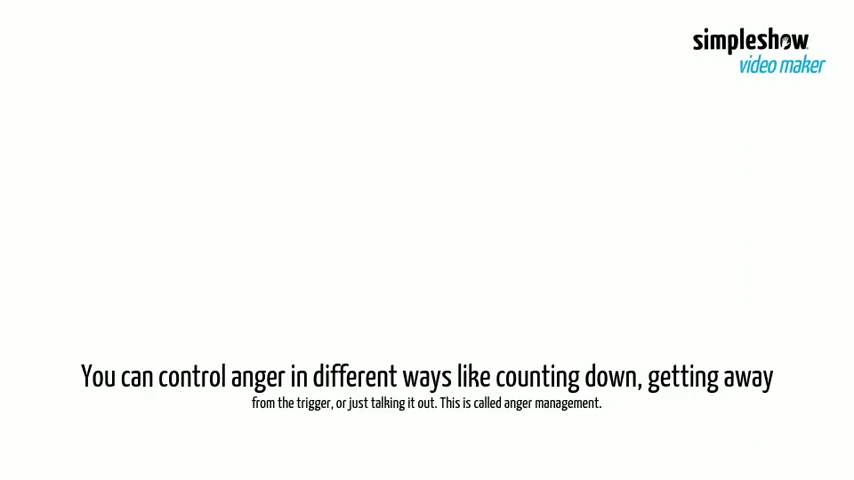 simpleshow
video maker
You can control anger in different ways like counting down, getting away
from the trigger, or just talking it out. This is called anger management.